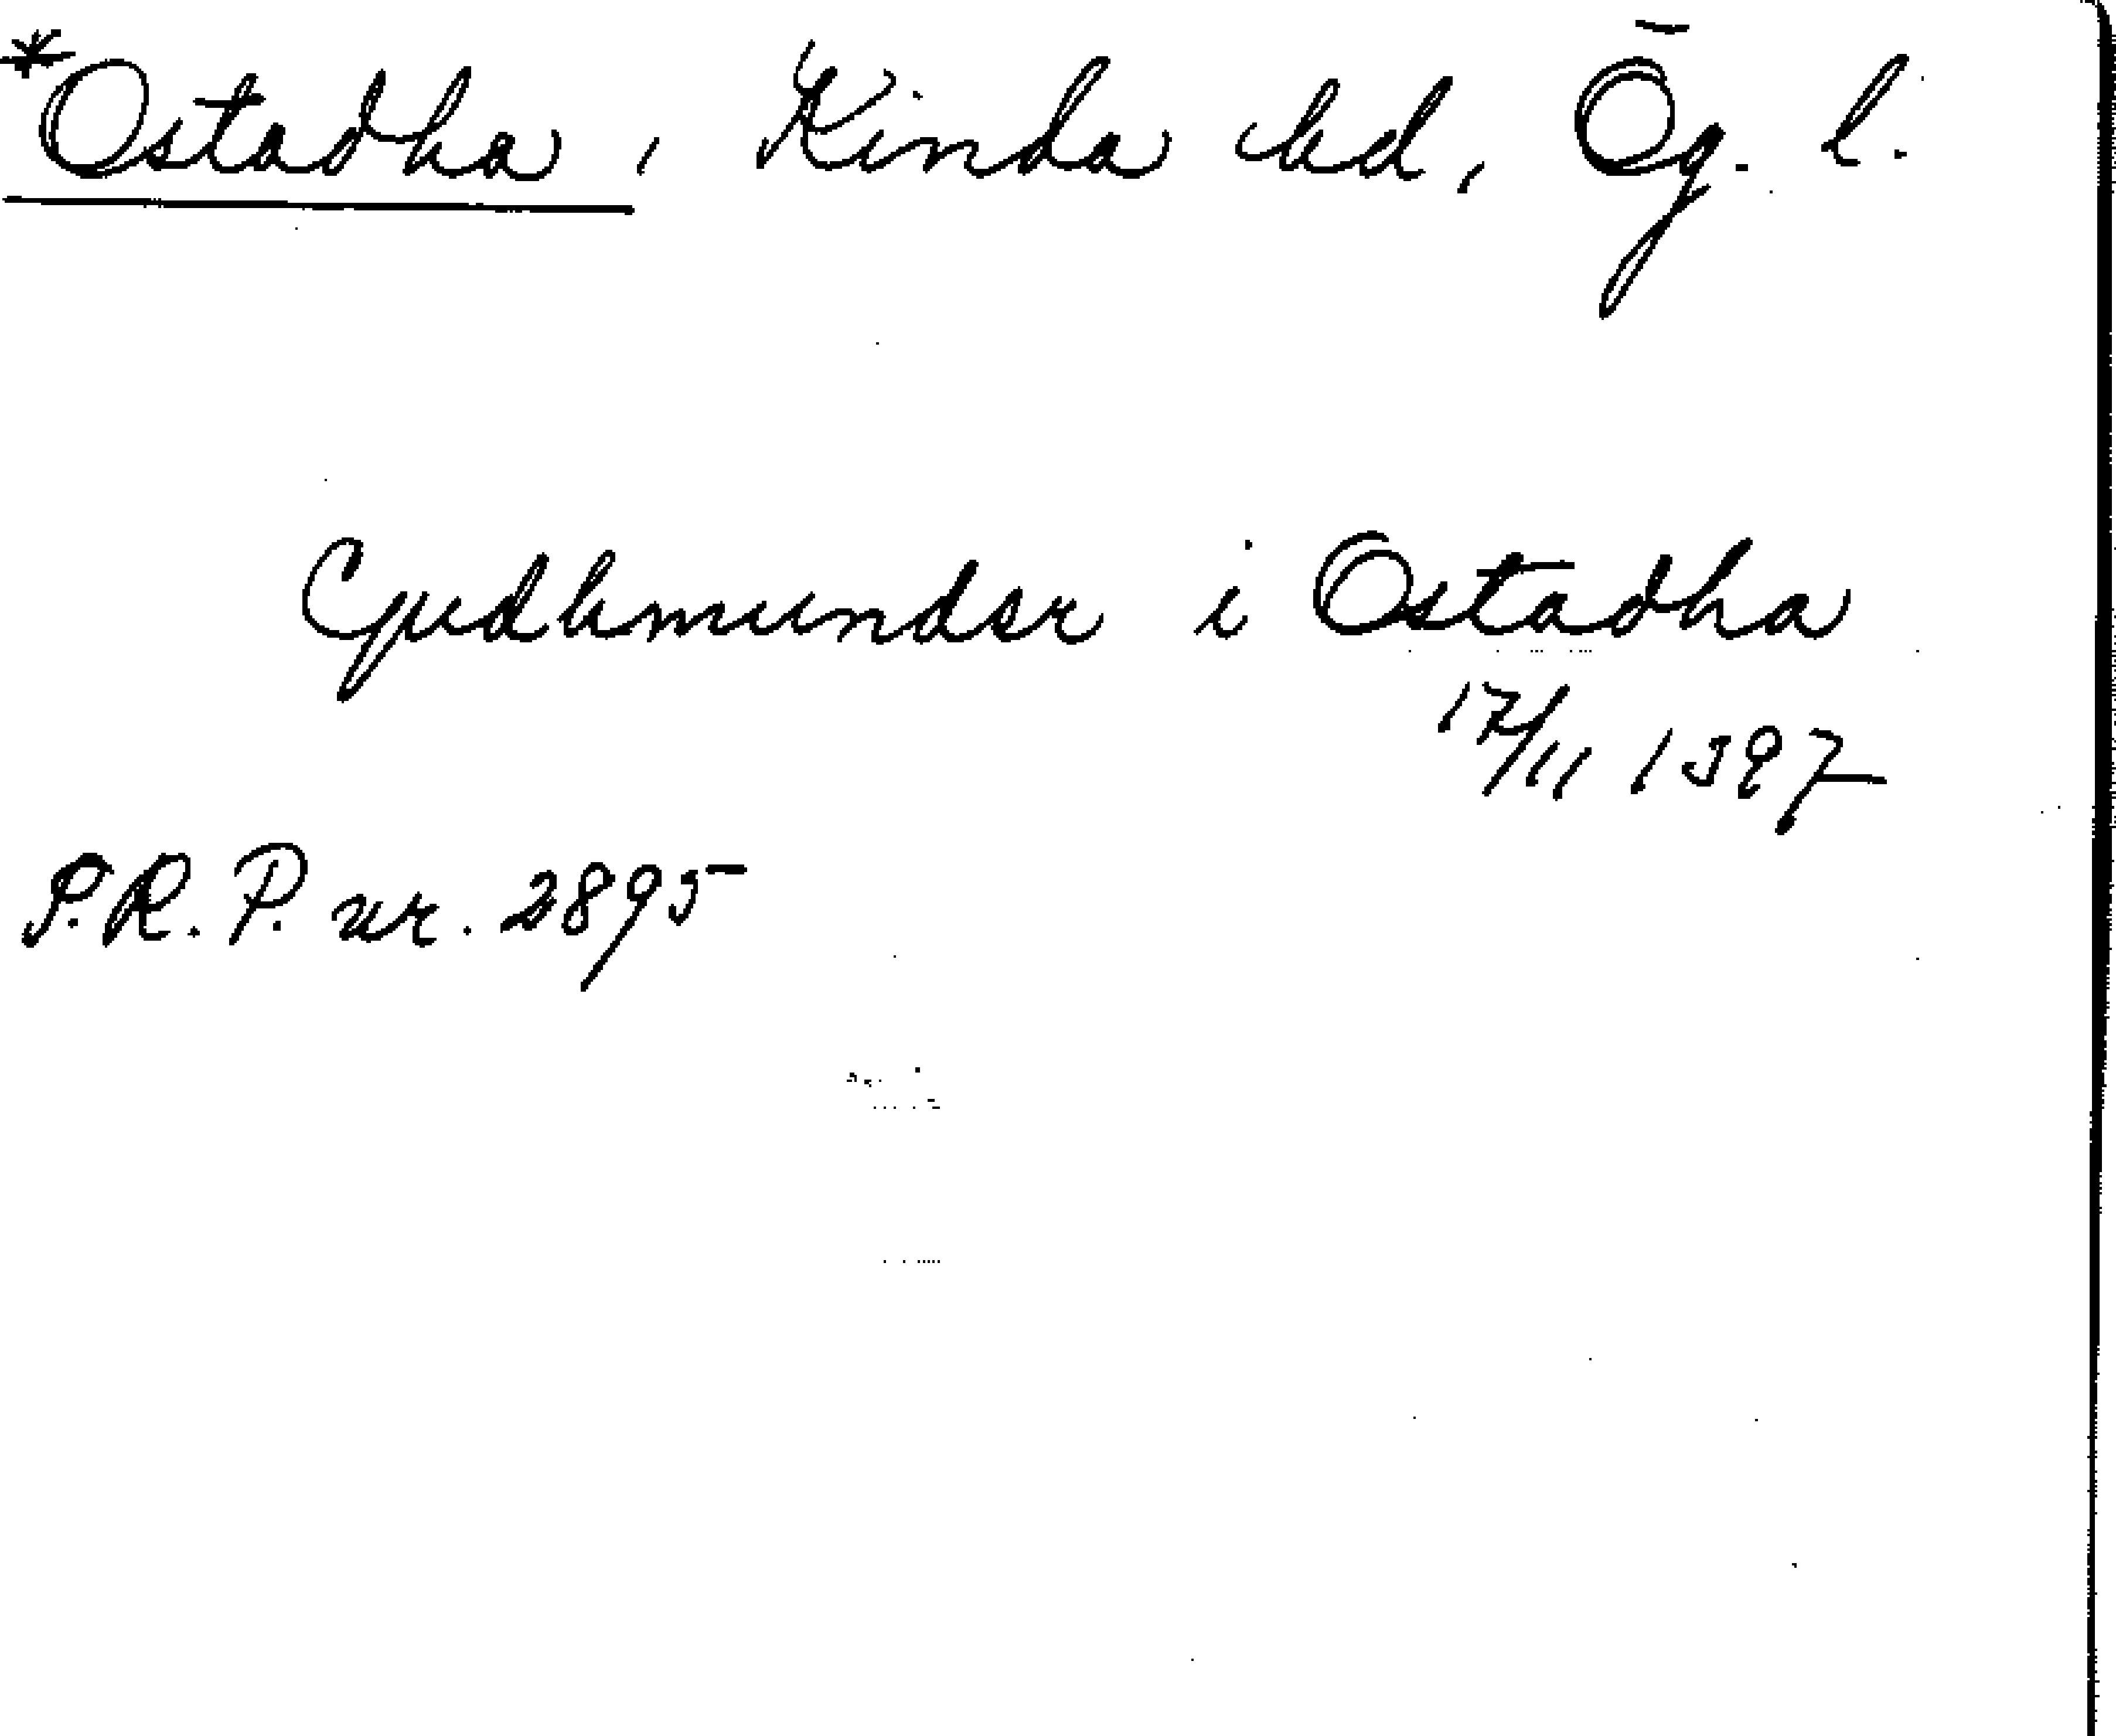 *Ostadha, Kinda hd, Ög. l.
Gudhmunder i Ostadha
17/11 1397
P.R.P. nr. 2895